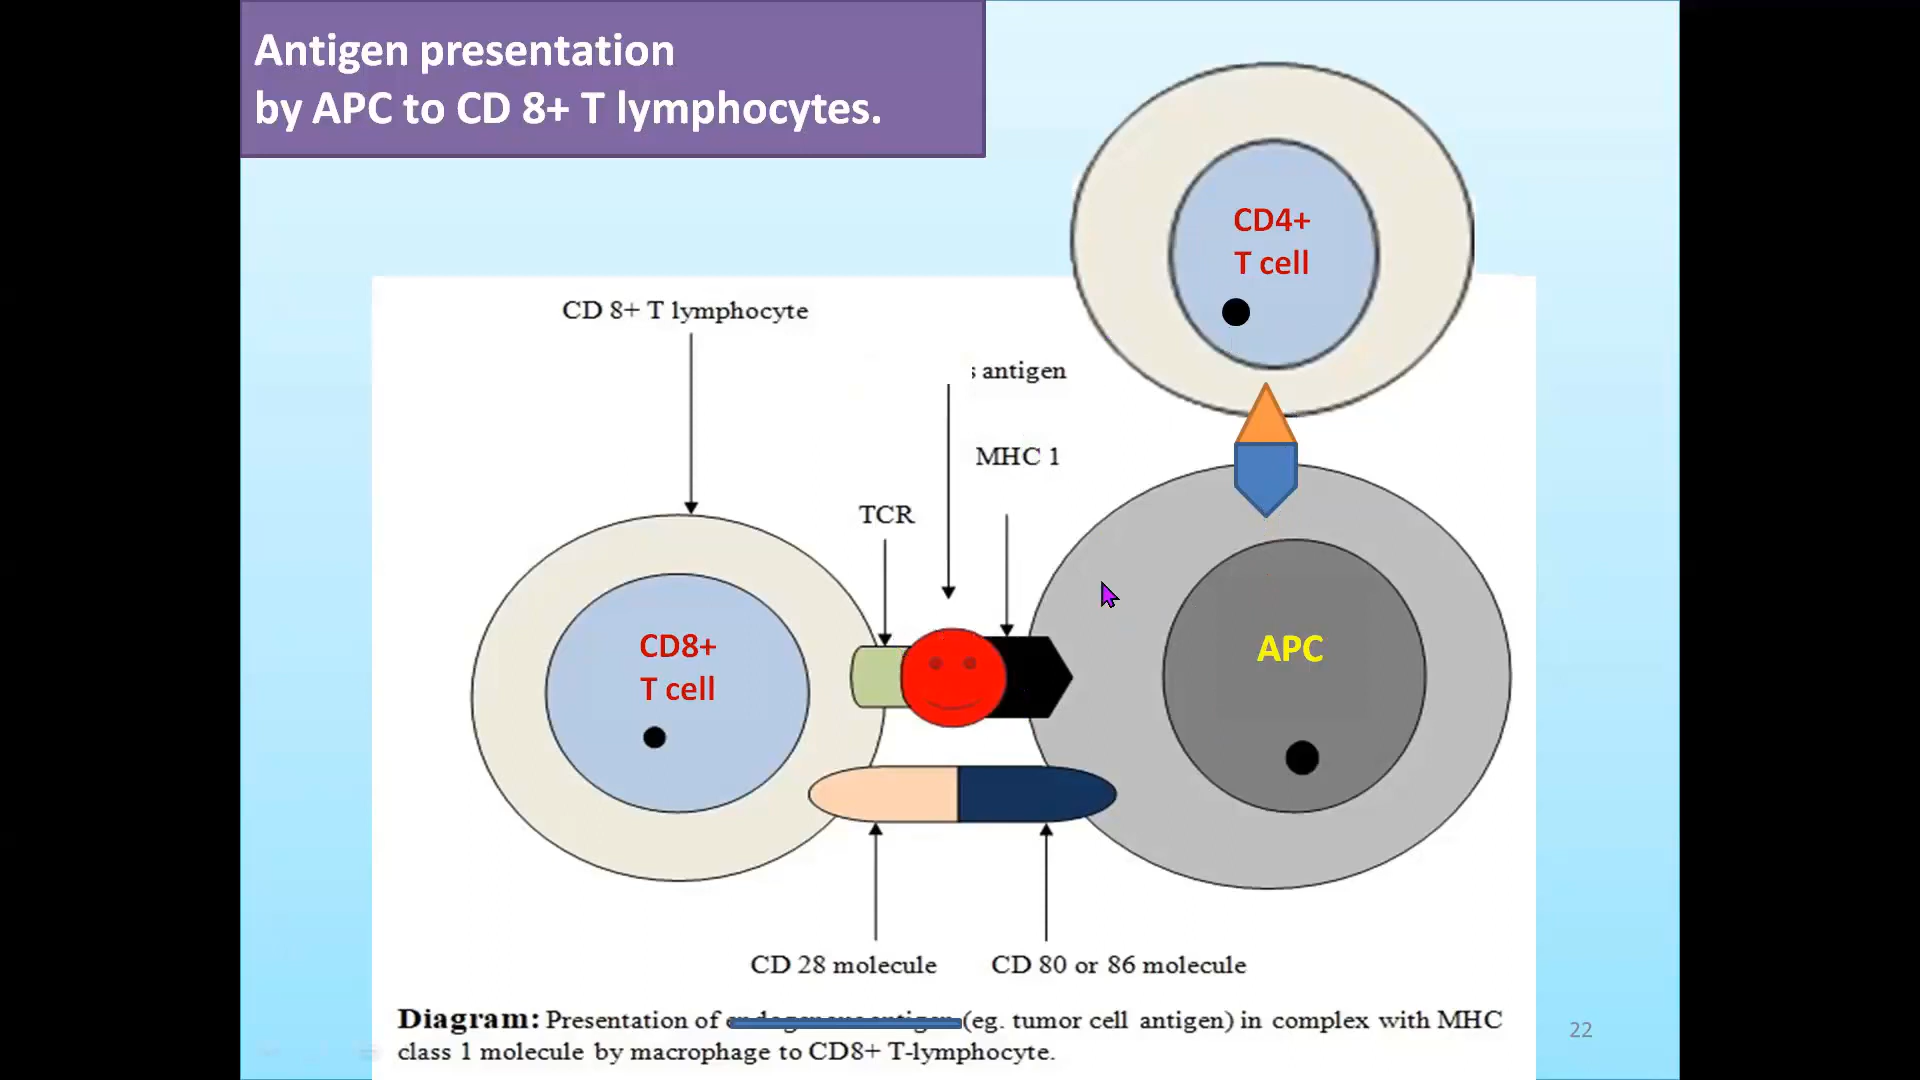 Antigen presentation
by APC to CD 8+ T lymphocytes.
CD4+
T cell
CD 8+ T lymphocyte
s antigen
MHC 1
TCR
CD8+
T cell
APC
CD 28 molecule
CD 80 or 86 molecule
Diagram: Presentation of (eg. tumor cell antigen) in complex with MHC
class 1 molecule by macrophage to CD8+ T-lymphocyte.
22